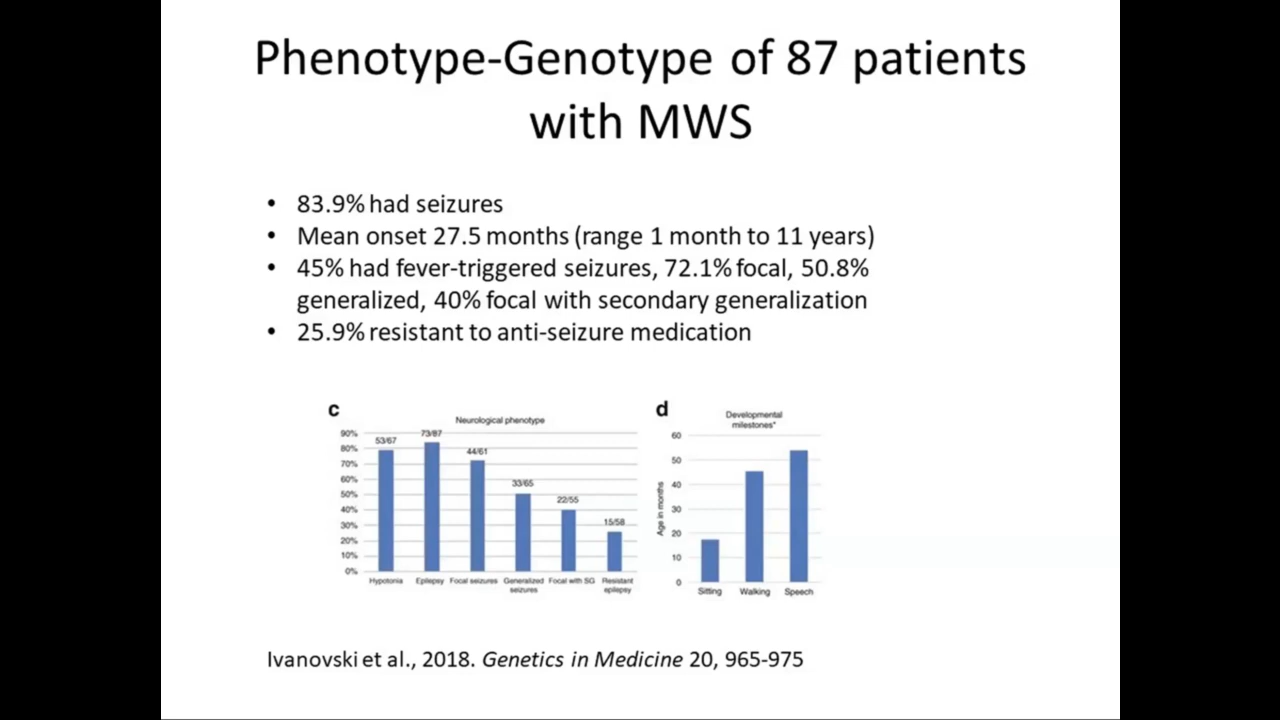 Phenotype-Genotype of 87 patients
with MWS
• 83.9% had seizures
• Mean onset 27.5 months (range 1 month to 11 years)
• 45% had fever-triggered seizures, 72.1% focal, 50.8%
generalized, 40% focal with secondary generalization
• 25.9% resistant to anti-seizure medication
c
Neurological phenotype
90%
80%
70%
60%
50%
40%
30%
20%
10%
0%
53/67
73/87
44/61
33/65
22/55
15/58
Hypotonia
Epilepsy
Focal seizures
Generalized
seizures
Focal with SG
Resistant
epilepsy
d
Developmental
milestones*
Age in months
60
50
40
30
20
10
0
Sitting
Walking
Speech
Ivanovski et al., 2018. Genetics in Medicine 20, 965-975